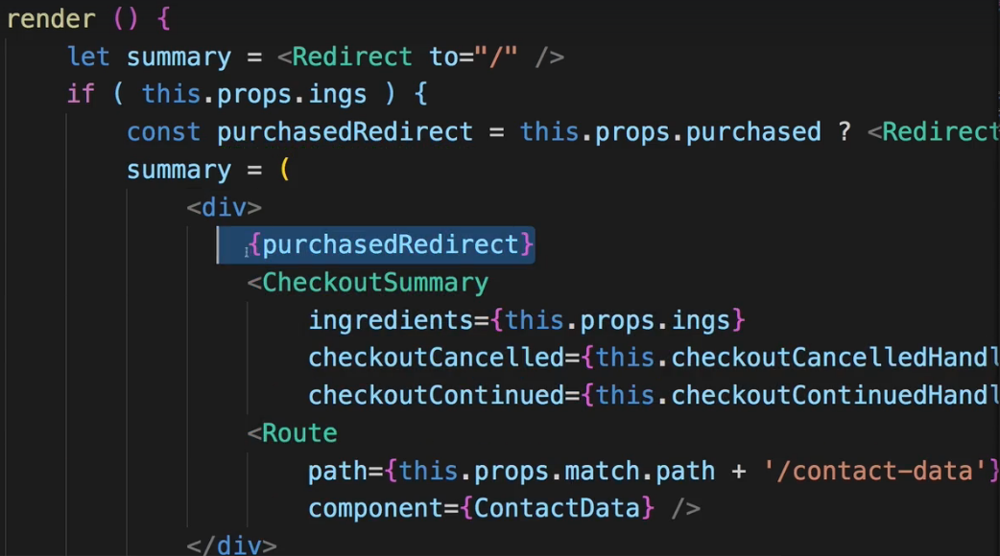 render () {
let summary = <Redirect to="/" />
if ( this.props.ings ) {
const purchasedRedirect = this.props.purchased ? <Redirect
summary = (
<div>
{purchasedRedirect}
<CheckoutSummary
ingredients={this.props.ings}
checkoutCancelled={this.checkoutCancelledHandl
checkoutContinued={this.checkoutContinuedHandl
<Route
path={this.props.match.path + '/contact-data'}
component={ContactData} />
</div>